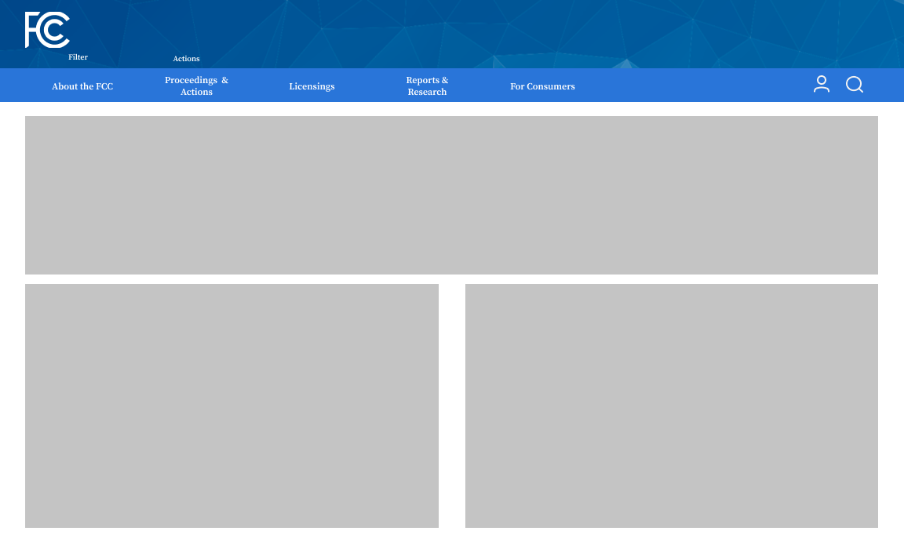 FCC
Filter
Actions
About the FCC
Proceedings &
Actions
Licensings
Reports &
Research
For Consumers